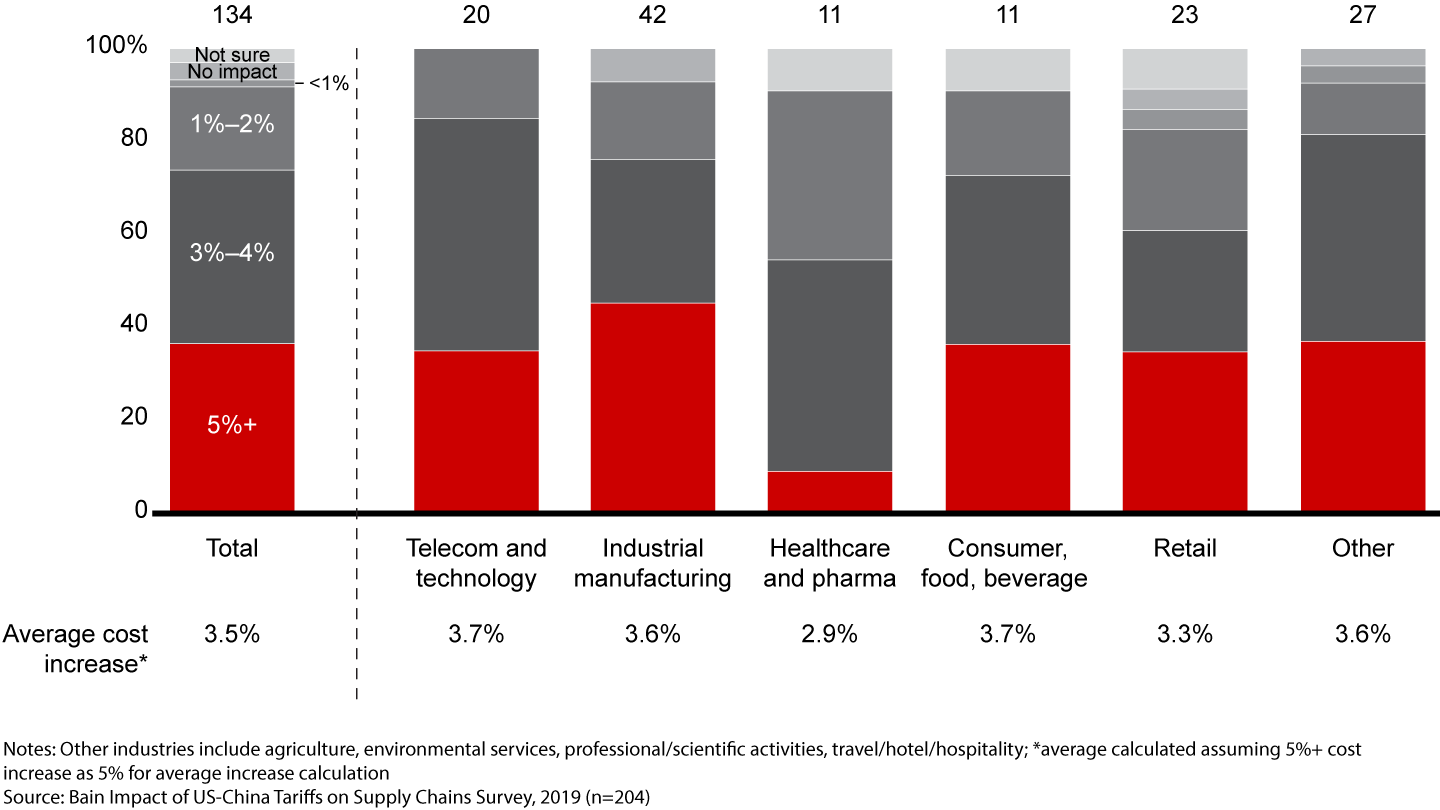 134 20 42 11 11 23 27
100%
80
60
40
20
0
Not sure
No impact
<1%
1%–2%
3%–4%
5%+
Total
Telecom and
technology
Industrial
manufacturing
Healthcare
and pharma
Consumer,
food, beverage
Retail
Other
Average cost
increase*
3.5% 3.7% 3.6% 2.9% 3.7% 3.3% 3.6%
Notes: Other industries include agriculture, environmental services, professional/scientific activities, travel/hotel/hospitality; *average calculated assuming 5%+ cost
increase as 5% for average increase calculation
Source: Bain Impact of US-China Tariffs on Supply Chains Survey, 2019 (n=204)